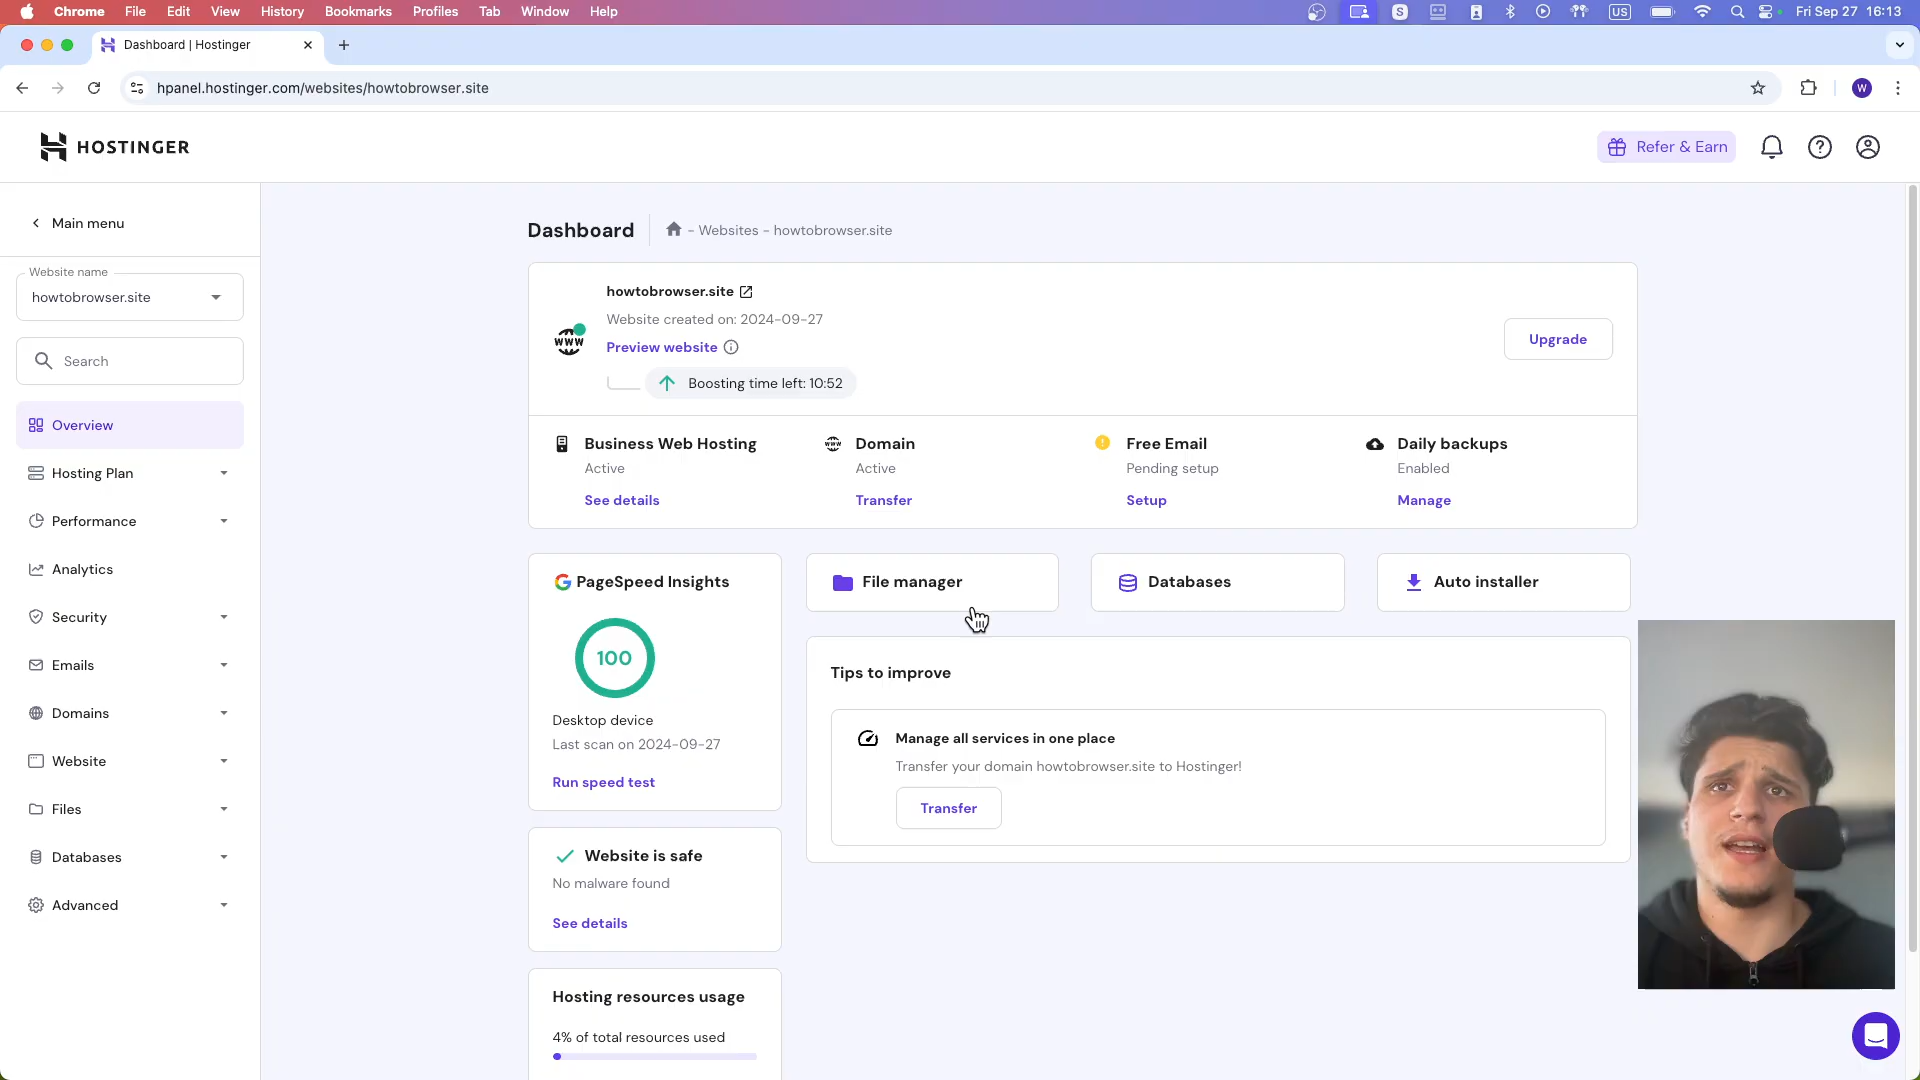 Chrome File Edit View History Bookmarks Profiles Tab Window Help
S US Fri Sep 27 16:13
Dashboard | Hostinger
hpanel.hostinger.com/websites/howtobrowser.site
W
HOSTINGER
Refer & Earn
Main menu
Website name
howtobrowser.site
Search
Overview
Hosting Plan
Performance
Analytics
Security
Emails
Domains
Website
Files
Databases
Advanced
Dashboard
- Websites - howtobrowser.site
howtobrowser.site
Website created on: 2024-09-27
Preview website
Boosting time left: 10:52
Upgrade
WWW
Business Web Hosting
Active
See details
www
Domain
Active
Transfer
Free Email
Pending setup
Setup
Daily backups
Enabled
Manage
PageSpeed Insights
100
Desktop device
Last scan on 2024-09-27
Run speed test
File manager
Databases
Auto installer
Tips to improve
Manage all services in one place
Transfer your domain howtobrowser.site to Hostinger!
Transfer
Website is safe
No malware found
See details
Hosting resources usage
4% of total resources used